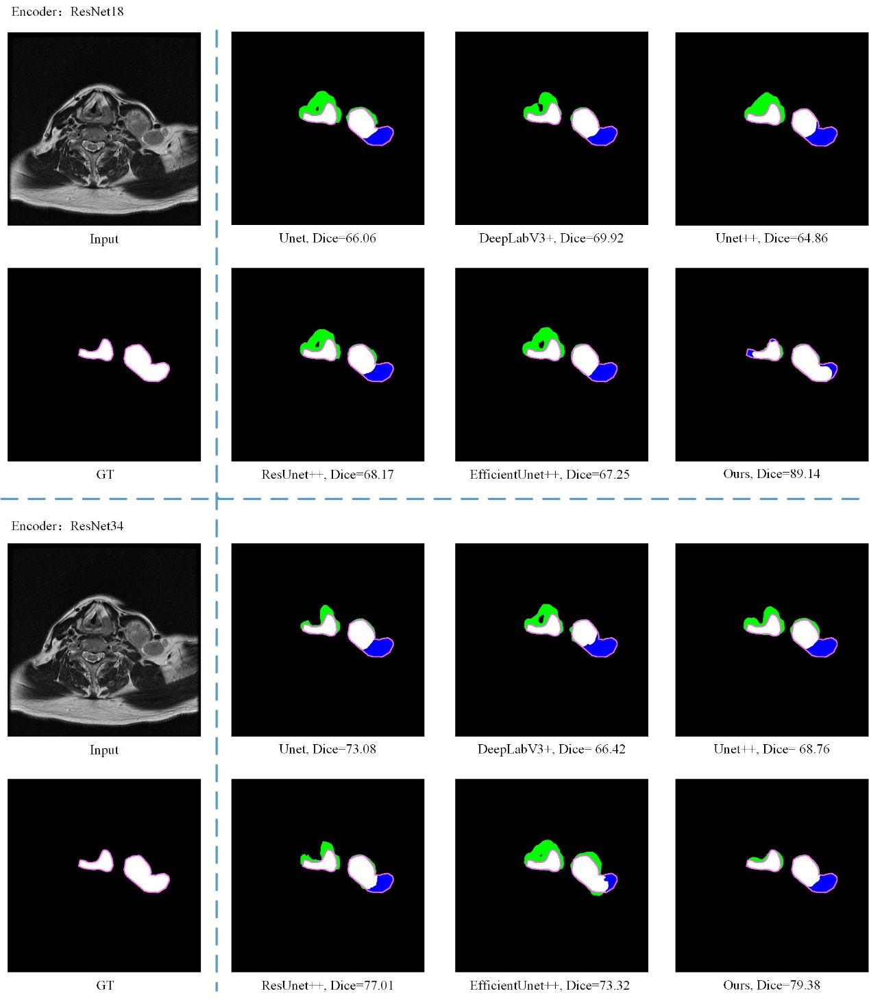 Encoder：ResNet18
Input
Unet, Dice=66.06
DeepLabV3+, Dice=69.92
Unet++, Dice=64.86
GT
ResUnet++, Dice=68.17
EfficientUnet++, Dice=67.25
Ours, Dice=89.14
Encoder：ResNet34
Input
Unet, Dice=73.08
DeepLabV3+, Dice= 66.42
Unet++, Dice= 68.76
GT
ResUnet++, Dice=77.01
EfficientUnet++, Dice=73.32
Ours, Dice=79.38